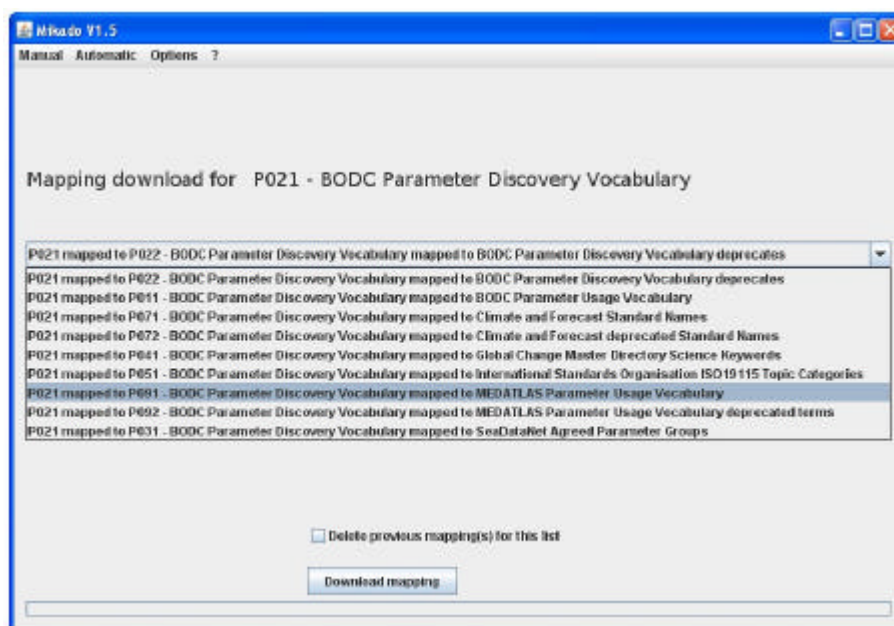 Mikado V1.5
Manual Automatic Options ?
Mapping download for P021 - BODC Parameter Discovery Vocabulary
P021 mapped to P022 - BODC Parameter Discovery Vocabulary mapped to BODC Parameter Discovery Vocabulary deprecates
P021 mapped to P022 - BODC Parameter Discovery Vocabulary mapped to BODC Parameter Discovery Vocabulary deprecates
P021 mapped to P011 - BODC Parameter Discovery Vocabulary mapped to BODC Parameter Usage Vocabulary
P021 mapped to P071 - BODC Parameter Discovery Vocabulary mapped to Climate and Forecast Standard Names
P021 mapped to P072 - BODC Parameter Discovery Vocabulary mapped to Climate and Forecast deprecated Standard Names
P021 mapped to P041 - BODC Parameter Discovery Vocabulary mapped to Global Change Master Directory Science Keywords
P021 mapped to P051 - BODC Parameter Discovery Vocabulary mapped to International Standards Organisation ISO19115 Topic Categories
P021 mapped to P091 - BODC Parameter Discovery Vocabulary mapped to MEDATLAS Parameter Usage Vocabulary
P021 mapped to P092 - BODC Parameter Discovery Vocabulary mapped to MEDATLAS Parameter Usage Vocabulary deprecated terms
P021 mapped to P031 - BODC Parameter Discovery Vocabulary mapped to SeaDataNet Agreed Parameter Groups
Delete previous mapping(s) for this list
Download mapping